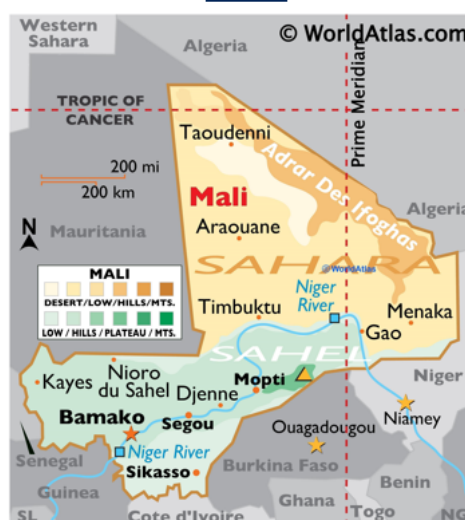 © WorldAtlas.com
Western
Sahara
Algeria
Prime Meridian
TROPIC OF
CANCER
Taoudenni
200 mi
200 km
Adrar Des Ifoghas
Mali
Algeria
N
Mauritania
Araouane
SAHARA
© WorldAtlas
MALI
DESERT/LOW/HILLS/MTS.
LOW / HILLS / PLATEAU / MTS.
Timbuktu
Niger
River
Menaka
Gao
SAHEL
Kayes
Nioro
du Sahel
Djenne
Mopti
Niger
Bamako
Segou
Niamey
Ouagadougou
Niger River
Senegal
Sikasso
Burkina Faso
Guinea
Benin
Ghana
SL
Cote d'Ivoire
Togo
NG